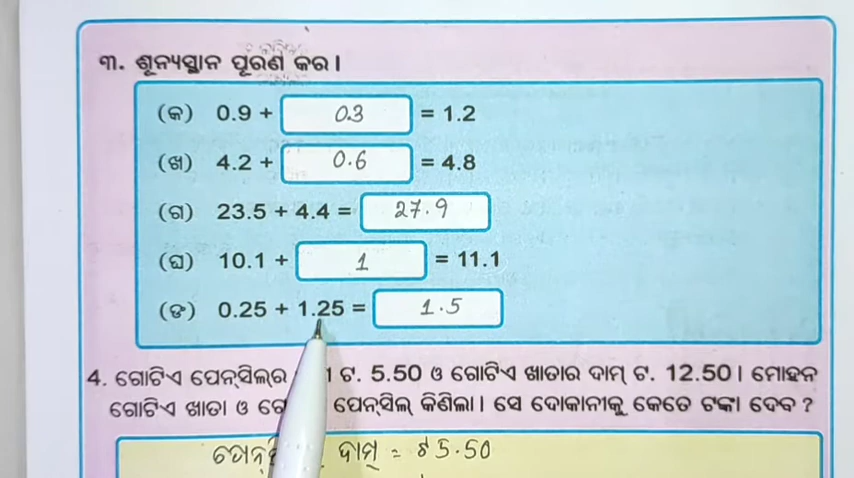 ୩. ଶୂନ୍ୟସ୍ଥାନ ପୂରଣ କର।
(କ) 0.9 + 0.3 = 1.2
(ଖ) 4.2 + 0.6 = 4.8
(ଗ) 23.5 + 4.4 = 27.9
(ଘ) 10.1 + 1 = 11.1
(ଙ) 0.25 + 1.25 = 1.5
4. ଗୋଟିଏ ପେନ୍‌ସିଲ୍‌ର ଟ. 5.50 ଓ ଗୋଟିଏ ଖାତାର ଦାମ୍ ଟ. 12.50। ମୋହନ
ଗୋଟିଏ ଖାତା ଓ ପେନ୍‌ସିଲ୍ କିଣିଲା। ସେ ଦୋକାନୀକୁ କେତେ ଟଙ୍କା ଦେବ ?
ଦାମ୍ = ₹5.50